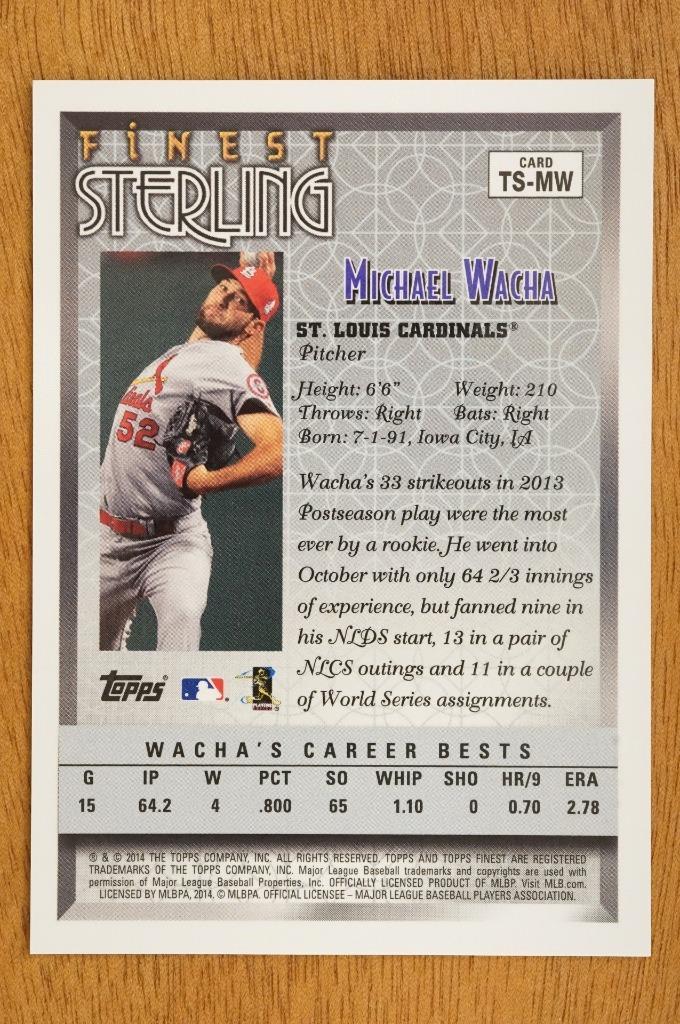 FiNEST
STERLING
CARD
TS-MW
MICHAEL WACHA
ST. LOUIS CARDINALS®
Pitcher
Height: 6'6" Weight: 210
Throws: Right Bats: Right
Born: 7-1-91, Iowa City, IA
Wacha's 33 strikeouts in 2013
Postseason play were the most
ever by a rookie. He went into
October with only 64 2/3 innings
of experience, but fanned nine in
his NLDS start, 13 in a pair of
NLCS outings and 11 in a couple
of World Series assignments.
52
Topps®
WACHA'S CAREER BESTS
G IP W PCT SO WHIP SHO HR/9 ERA
15 64.2 4 .800 65 1.10 0 0.70 2.78
® & © 2014 THE TOPPS COMPANY, INC. ALL RIGHTS RESERVED. TOPPS AND TOPPS FINEST ARE REGISTERED
TRADEMARKS OF THE TOPPS COMPANY, INC. Major League Baseball trademarks and copyrights are used with
permission of Major League Baseball Properties, Inc. OFFICIALLY LICENSED PRODUCT OF MLBP. Visit MLB.com.
LICENSED BY MLBPA, 2014. © MLBPA. OFFICIAL LICENSEE – MAJOR LEAGUE BASEBALL PLAYERS ASSOCIATION.